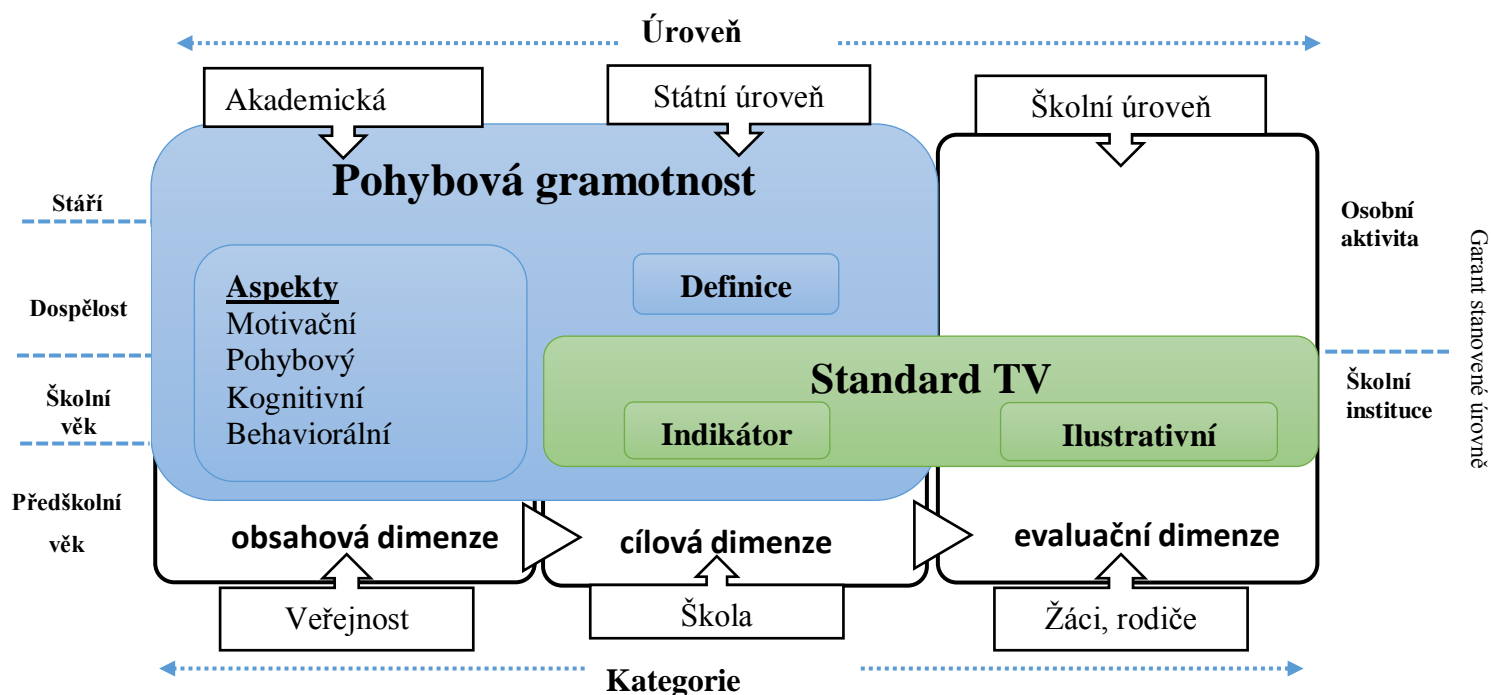 Úroveň
Akademická
Státní úroveň
Školní úroveň
Pohybová gramotnost
Stáří
Dospělost
Školní
věk
Předškolní
věk
Aspekty
Motivační
Pohybový
Kognitivní
Behaviorální
Definice
Standard TV
Indikátor
Ilustrativní
Osobní
aktivita
Školní
instituce
Garant stanovené úrovně
obsahová dimenze
cílová dimenze
evaluační dimenze
Veřejnost
Škola
Žáci, rodiče
Kategorie